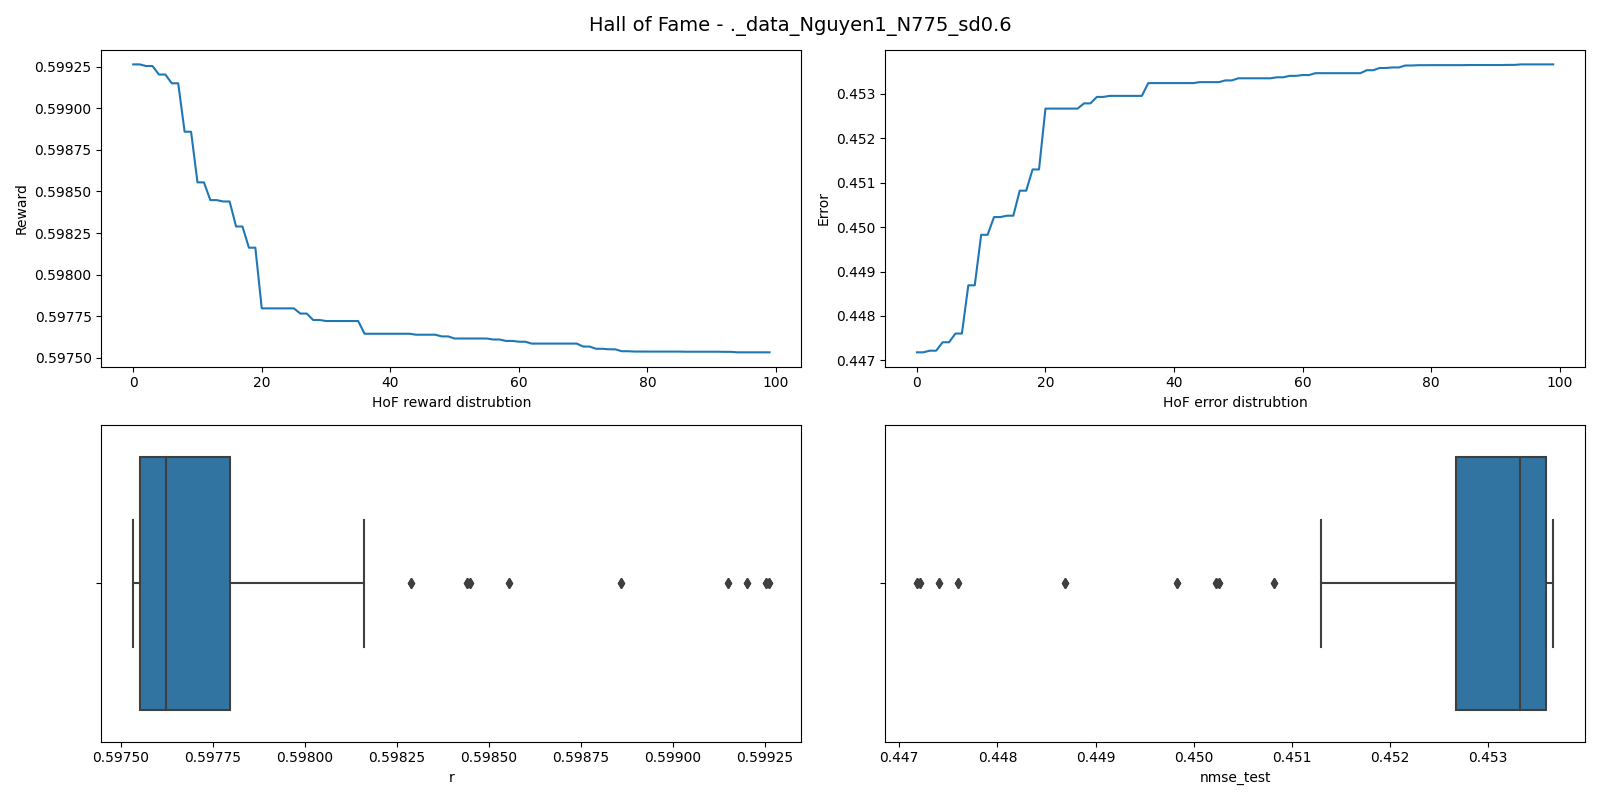 Hall of Fame - ._data_Nguyen1_N775_sd0.6
0.59925
0.59900
0.59875
0.59850
0.59825
0.59800
0.59775
0.59750
Reward
0 20 40 60 80 100
HoF reward distrubtion
0.453
0.452
0.451
0.450
0.449
0.448
0.447
Error
0 20 40 60 80 100
HoF error distrubtion
0.59750 0.59775 0.59800 0.59825 0.59850 0.59875 0.59900 0.59925
r
0.447 0.448 0.449 0.450 0.451 0.452 0.453
nmse_test